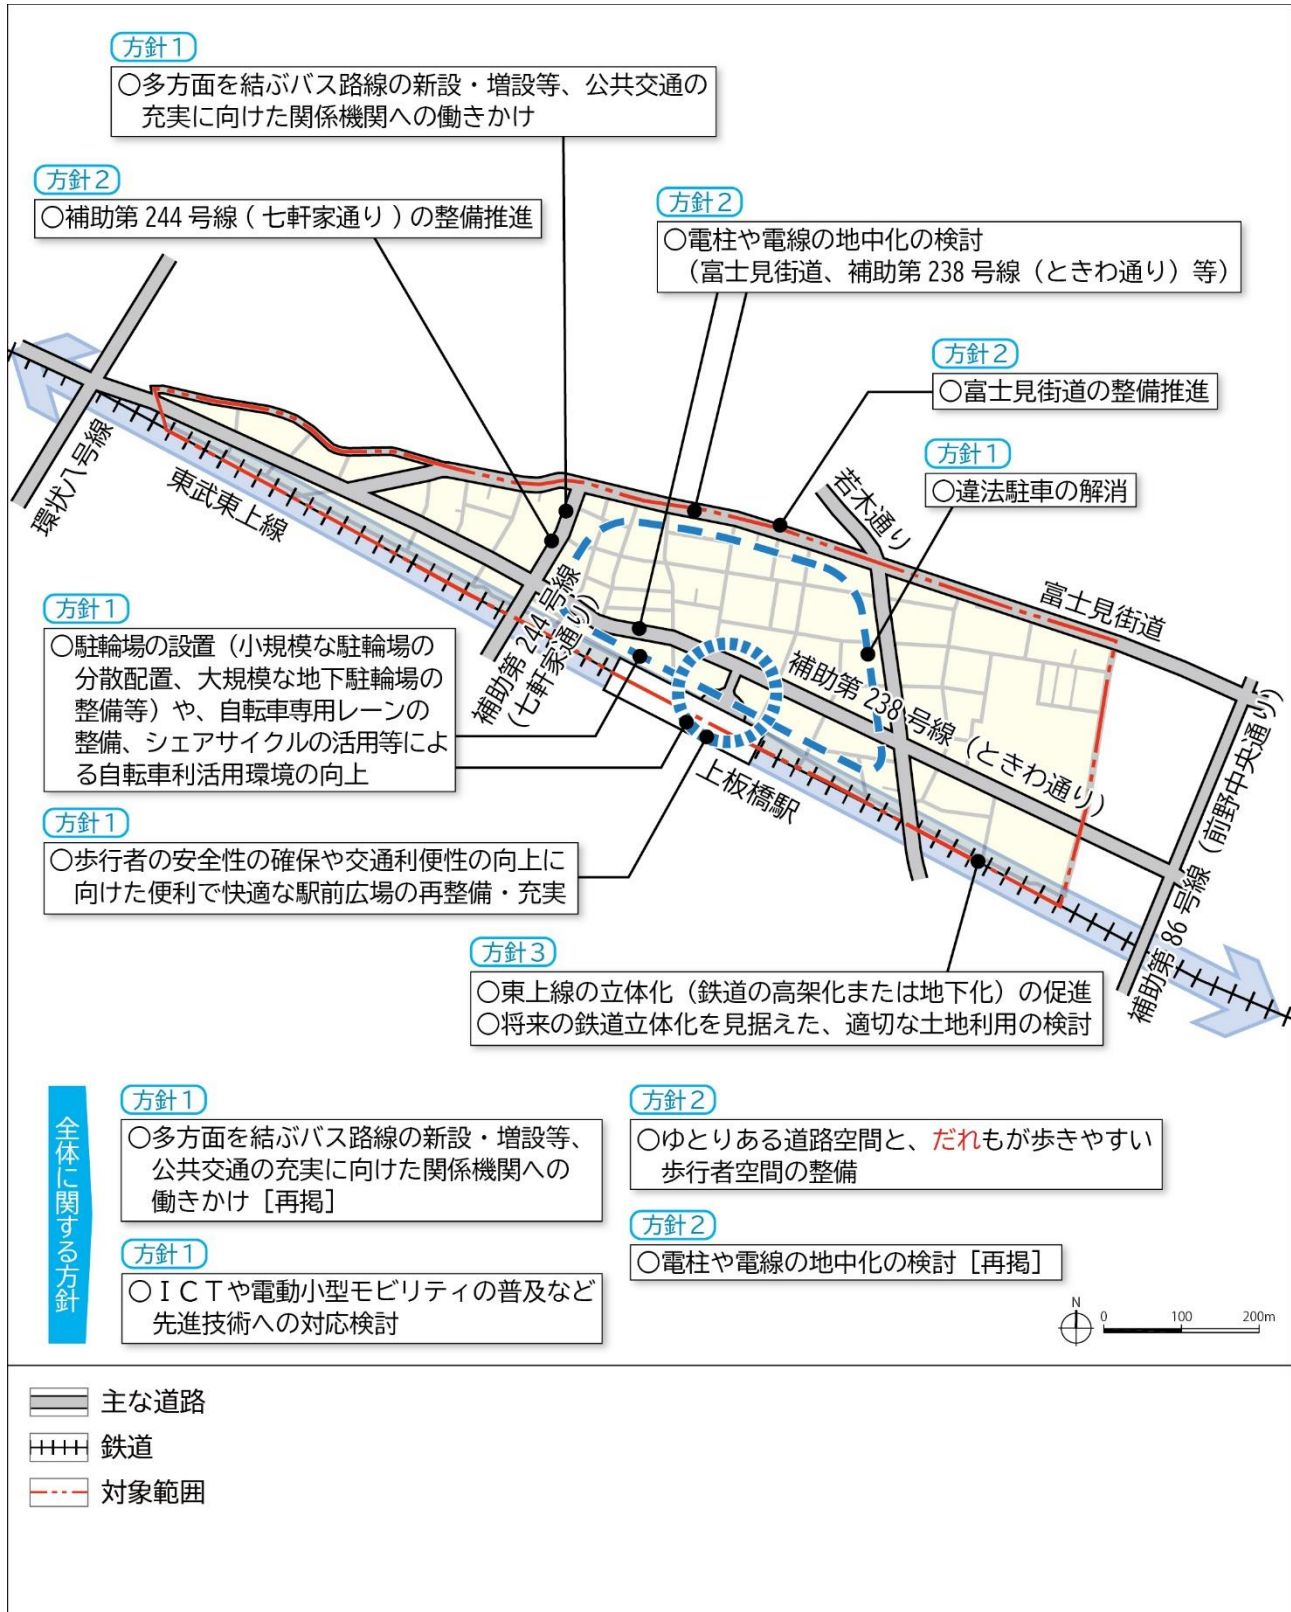 方針1
○多方面を結ぶバス路線の新設・増設等、公共交通の
充実に向けた関係機関への働きかけ
方針2
○補助第 244 号線 ( 七軒家通り ) の整備推進
方針2
○電柱や電線の地中化の検討
（富士見街道、補助第 238 号線（ときわ通り）等）
方針2
○富士見街道の整備推進
方針1
○違法駐車の解消
環状八号線
東武東上線
若木通り
富士見街道
補助第 244 号線
(七軒家通り)
補助第 238 号線（ときわ通り）
上板橋駅
補助第 86 号線（前野中央通り）
方針1
○駐輪場の設置（小規模な駐輪場の
分散配置、大規模な地下駐輪場の
整備等）や、自転車専用レーンの
整備、シェアサイクルの活用等によ
る自転車利活用環境の向上
方針1
○歩行者の安全性の確保や交通利便性の向上に
向けた便利で快適な駅前広場の再整備・充実
方針3
○東上線の立体化（鉄道の高架化または地下化）の促進
○将来の鉄道立体化を見据えた、適切な土地利用の検討
全体に関する方針
方針1
○多方面を結ぶバス路線の新設・増設等、
公共交通の充実に向けた関係機関への
働きかけ［再掲］
方針1
○ＩＣＴや電動小型モビリティの普及など
先進技術への対応検討
方針2
○ゆとりある道路空間と、だれもが歩きやすい
歩行者空間の整備
方針2
○電柱や電線の地中化の検討［再掲］
N
0 100 200m
主な道路
鉄道
対象範囲